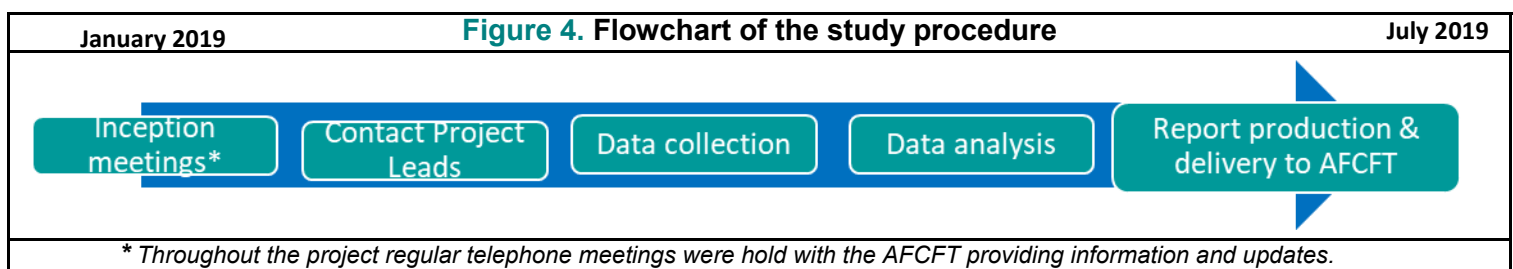 January 2019
Figure 4. Flowchart of the study procedure
July 2019
Inception
meetings*
Contact Project
Leads
Data collection
Data analysis
Report production &
delivery to AFCFT
* Throughout the project regular telephone meetings were hold with the AFCFT providing information and updates.